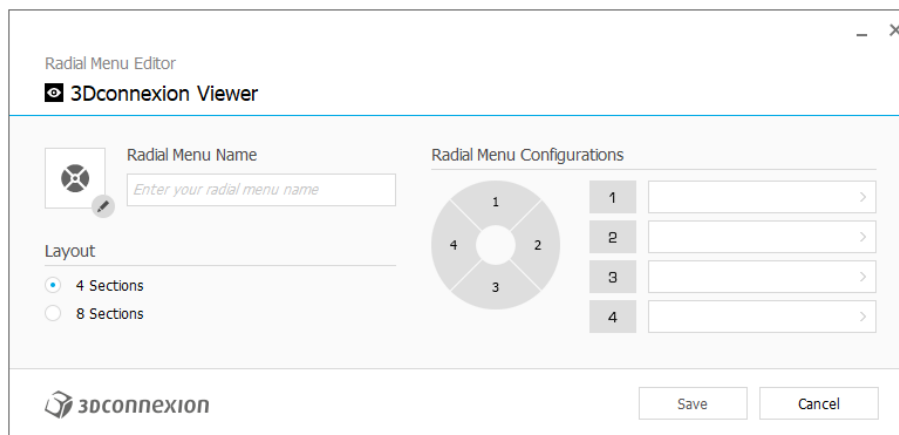 Radial Menu Editor
3Dconnexion Viewer
Radial Menu Name
Enter your radial menu name
Layout
4 Sections
8 Sections
Radial Menu Configurations
1
4 2
3
1
2
3
4
3Dconnexion
Save Cancel